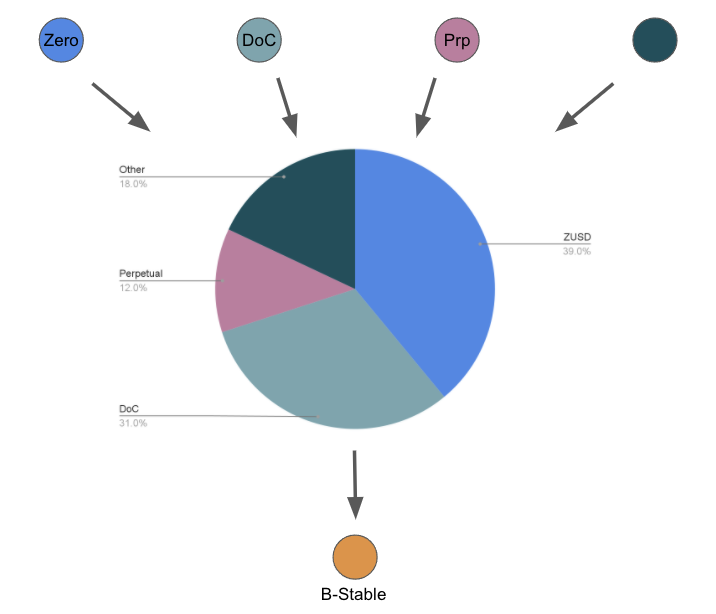 Zero
DoC
Prp
Other
18.0%
ZUSD
39.0%
Perpetual
12.0%
DoC
31.0%
B-Stable